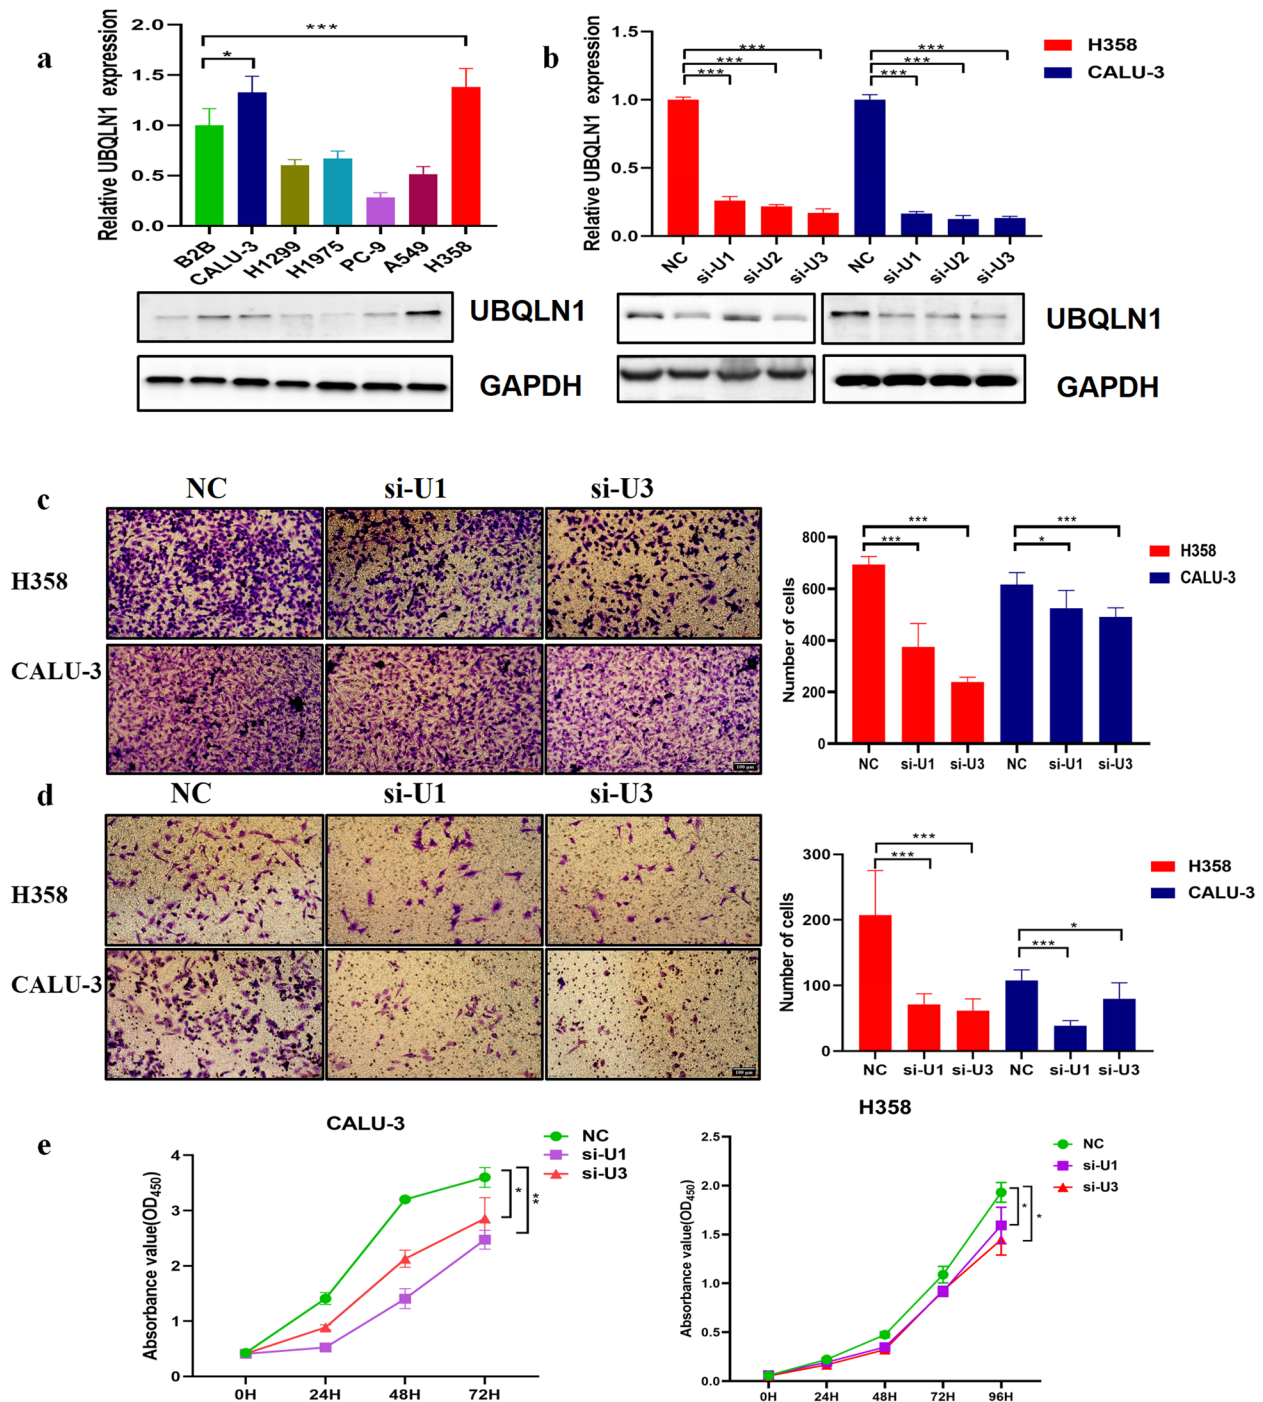 a
Relative UBQLN1 expression
2.0
1.5
1.0
0.5
0.0
*
***
B2B
CALU-3
H1299
H1975
PC-9
A549
H358
UBQLN1
GAPDH
b
Relative UBQLN1 expression
1.5
1.0
0.5
0.0
***
***
***
***
***
***
NC
si-U1
si-U2
si-U3
NC
si-U1
si-U2
si-U3
H358
CALU-3
UBQLN1
GAPDH
c
NC
si-U1
si-U3
H358
CALU-3
100 μm
Number of cells
800
600
400
200
0
***
***
***
*
NC
si-U1
si-U3
NC
si-U1
si-U3
H358
CALU-3
d
NC
si-U1
si-U3
H358
CALU-3
100 μm
Number of cells
300
200
100
0
***
***
*
***
NC
si-U1
si-U3
NC
si-U1
si-U3
H358
CALU-3
e
CALU-3
Absorbance value(OD450)
4
3
2
1
0
0H
24H
48H
72H
NC
si-U1
si-U3
*
**
H358
Absorbance value(OD450)
2.5
2.0
1.5
1.0
0.5
0.0
0H
24H
48H
72H
96H
NC
si-U1
si-U3
*
*